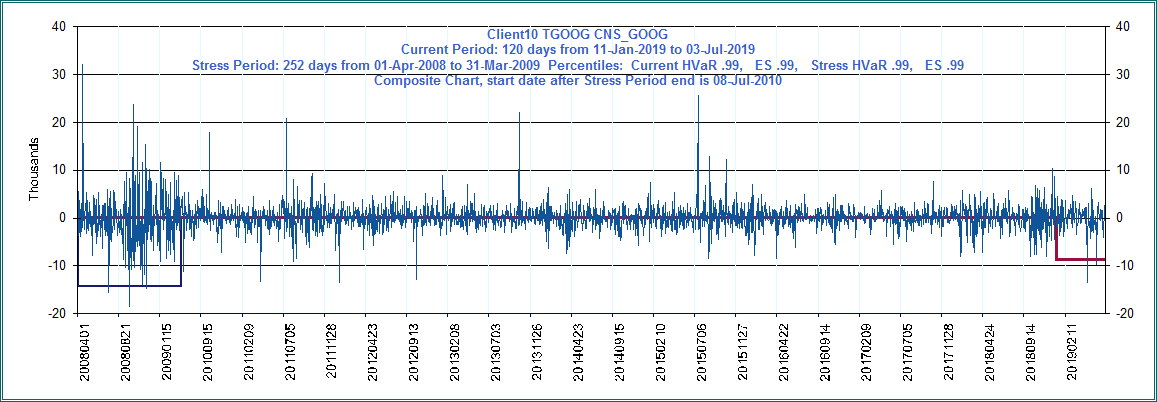 Client10 TGOOG CNS_GOOG
Current Period: 120 days from 11-Jan-2019 to 03-Jul-2019
Stress Period: 252 days from 01-Apr-2008 to 31-Mar-2009 Percentiles: Current HVaR .99, ES .99, Stress HVaR .99, ES .99
Composite Chart, start date after Stress Period end is 08-Jul-2010
Thousands
40 40
30 30
20 20
10 10
0 0
-10 -10
-20 -20
20080401 20080821 20090115 20100915 20110209 20110705 20111128 20120423 20120913 20130208 20130703 20131126 20140423 20140915 20150210 20150706 20151127 20160422 20160914 20170209 20170705 20171128 20180424 20180914 20190211